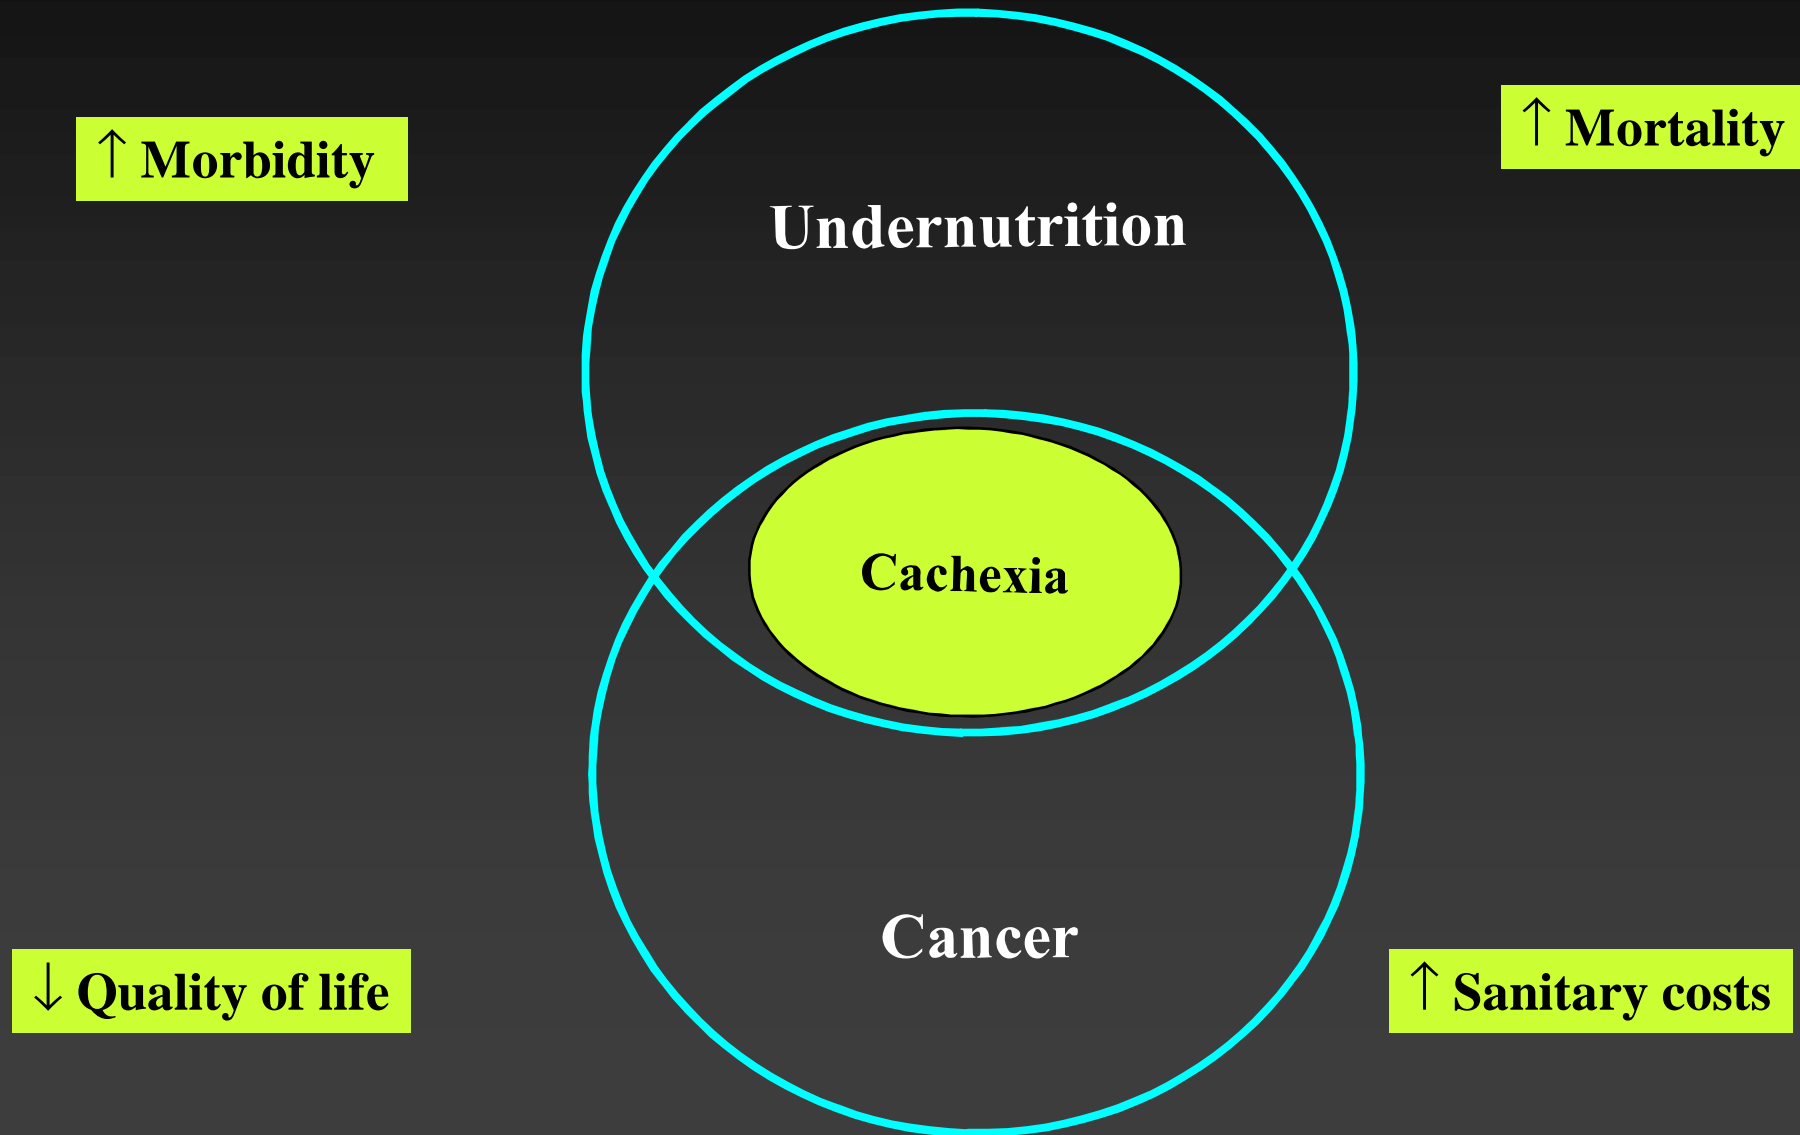 ↑ Mortality
↑ Morbidity
Undernutrition
Cachexia
Cancer
↓ Quality of life
↑ Sanitary costs